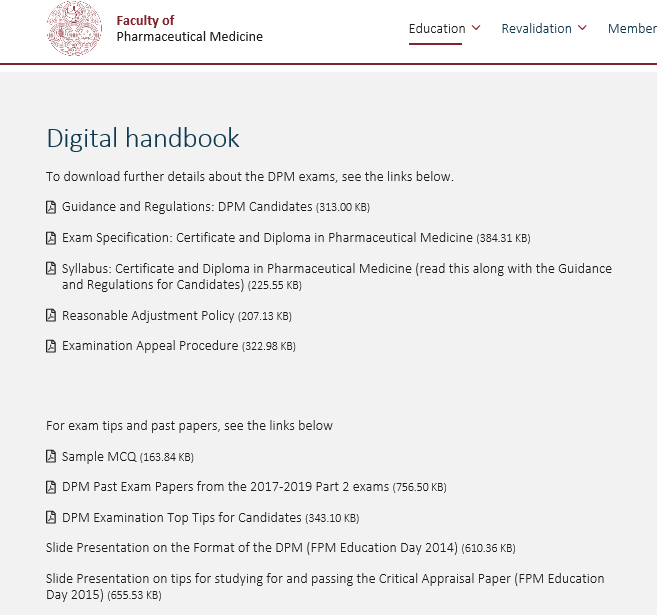 Faculty of
Pharmaceutical Medicine
Education
Revalidation
Member
Digital handbook
To download further details about the DPM exams, see the links below.
Guidance and Regulations: DPM Candidates (313.00 KB)
Exam Specification: Certificate and Diploma in Pharmaceutical Medicine (384.31 KB)
Syllabus: Certificate and Diploma in Pharmaceutical Medicine (read this along with the Guidance
and Regulations for Candidates) (225.55 KB)
Reasonable Adjustment Policy (207.13 KB)
Examination Appeal Procedure (322.98 KB)
For exam tips and past papers, see the links below
Sample MCQ (163.84 KB)
DPM Past Exam Papers from the 2017-2019 Part 2 exams (756.50 KB)
DPM Examination Top Tips for Candidates (343.10 KB)
Slide Presentation on the Format of the DPM (FPM Education Day 2014) (610.36 KB)
Slide Presentation on tips for studying for and passing the Critical Appraisal Paper (FPM Education
Day 2015) (655.53 KB)